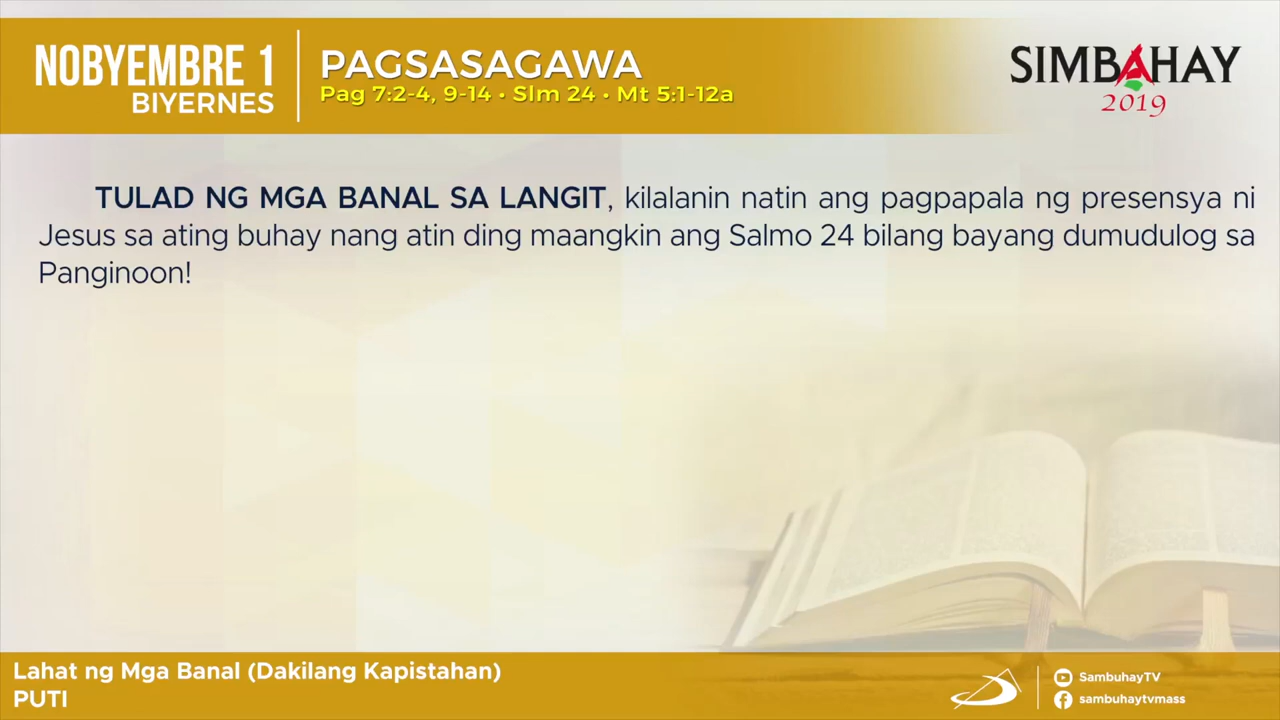 NOBYEMBRE 1
BIYERNES
PAGSASAGAWA
Pag 7:2-4, 9-14 • Slm 24 • Mt 5:1-12a
SIMBAHAY
2019
TULAD NG MGA BANAL SA LANGIT, kilalanin natin ang pagpapala ng presensya ni
Jesus sa ating buhay nang atin ding maangkin ang Salmo 24 bilang bayang dumudulog sa
Panginoon!
Lahat ng Mga Banal (Dakilang Kapistahan)
PUTI
SambuhayTV
sambuhaytvmass